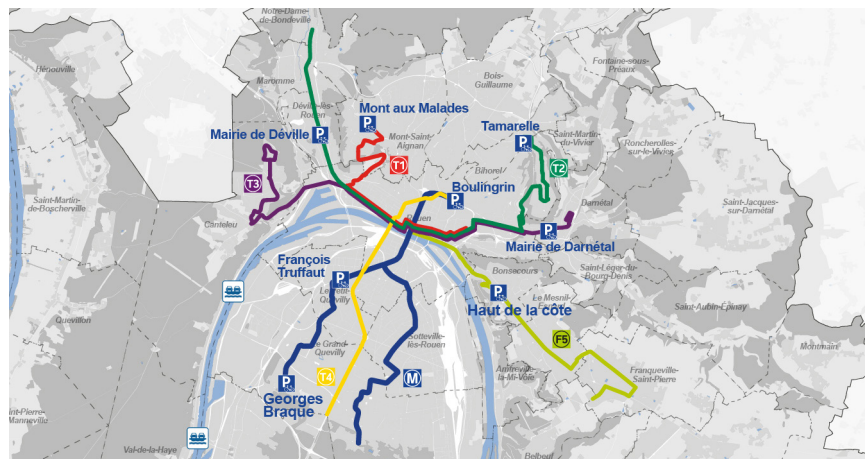 Notre-Dame-
de-Bondeville
Hénouville
Fontaine-sous-
Préaux
Maromme
Bois-
Guillaume
Déville-lès-
Rouen
P
Mont aux Malades
P
Mairie de Déville
Mont-Saint-
Aignan
Tamarelle
P
Saint-Martin
du-Vivier
Roncherolles-
sur-le-Vivier
T1
T2
T3
Bihorel
Boulingrin
P
Saint-Martin-
de-Boscherville
Darnétal
Saint-Jacques-
sur-Darnétal
Canteleu
Rouen
P
Mairie de Darnétal
François
Truffaut
P
Bonsecours
Saint-Léger-du-
Bourg-Denis
Le Petit-
Quevilly
P
Haut de la côte
Le Mesnil-
Esnard
Saint-Aubin-Épinay
Quevillon
Sotteville-
lès-Rouen
F5
Montmain
Le Grand-
Quevilly
T4
M
Amfreville-
la-Mi-Voie
Franqueville-
Saint-Pierre
P
Georges
Braque
Saint-Pierre-
Manneville
Val-de-la-Haye
Belbeuf